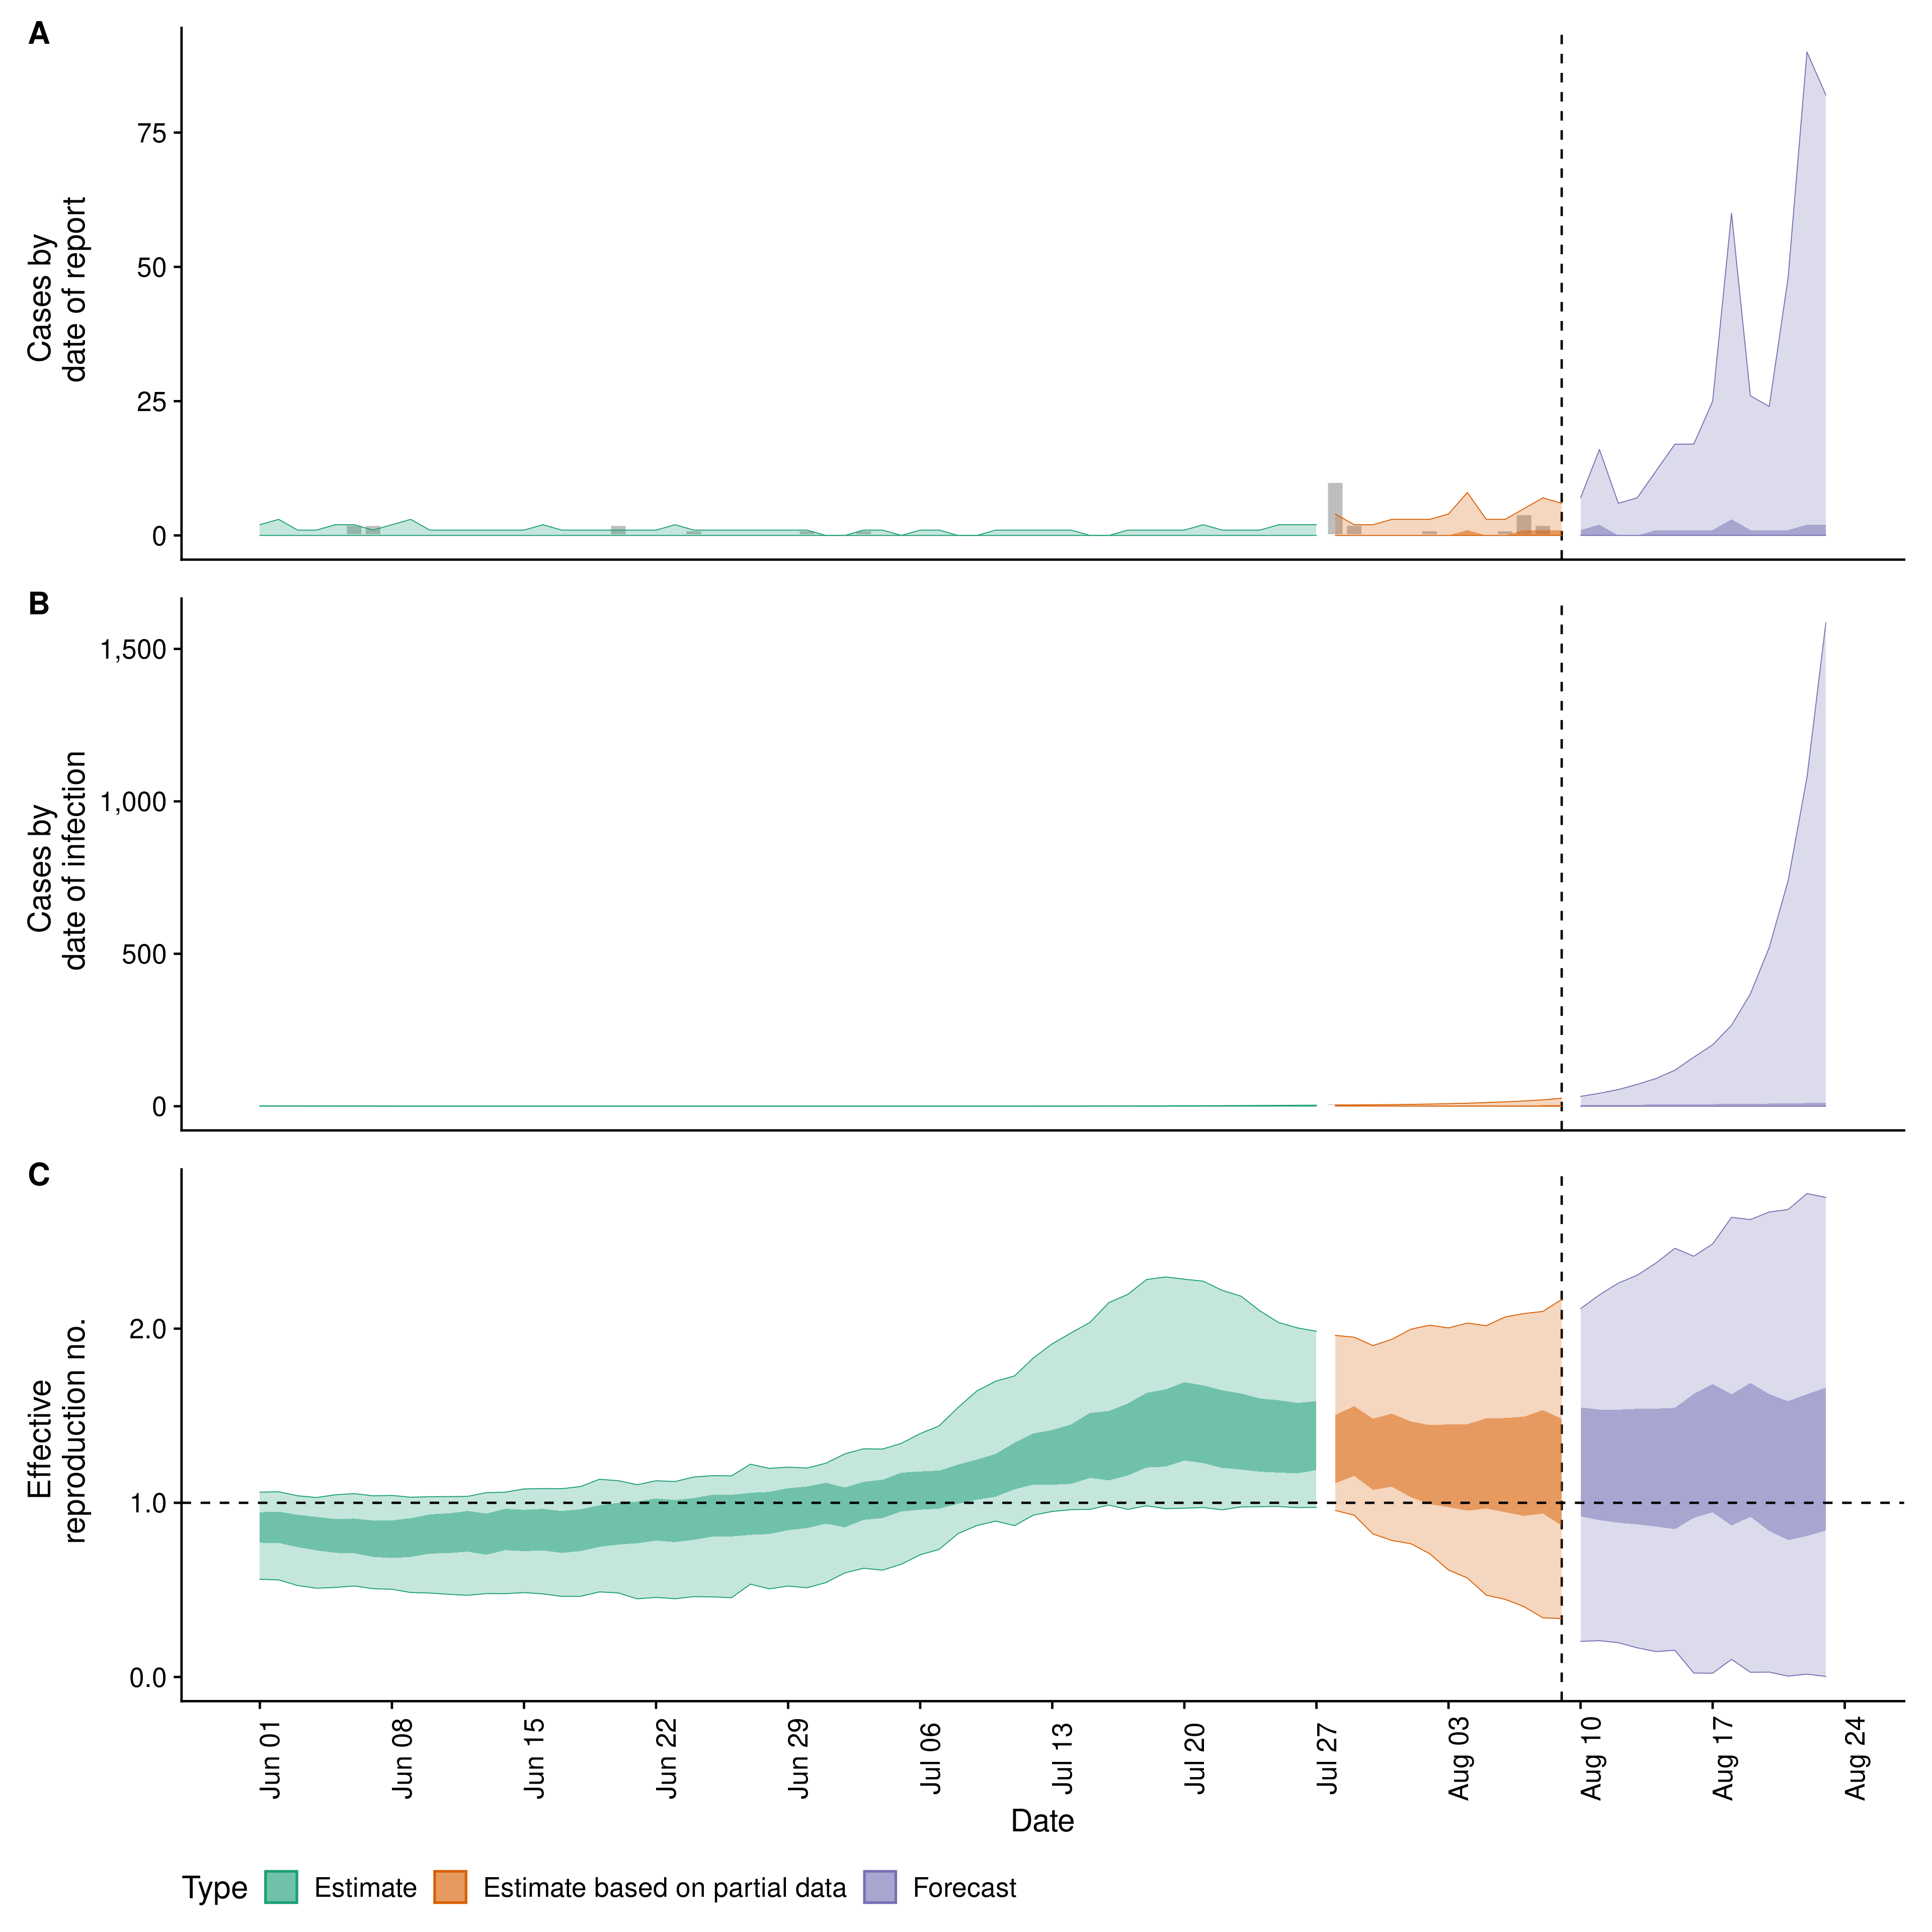 A
75
50
25
0
Cases by
date of report
B
1,500
1,000
500
0
Cases by
date of infection
C
2.0
1.0
0.0
Effective
reproduction no.
Jun 01
Jun 08
Jun 15
Jun 22
Jun 29
Jul 06
Jul 13
Jul 20
Jul 27
Aug 03
Aug 10
Aug 17
Aug 24
Date
Type Estimate Estimate based on partial data Forecast